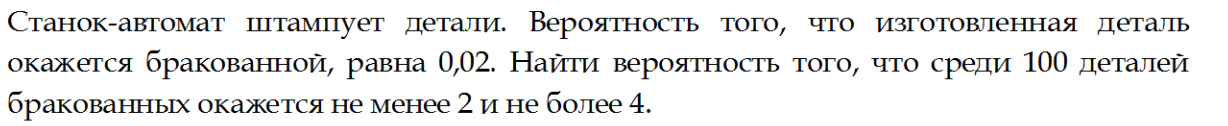 Станок-автомат штампует детали. Вероятность того, что изготовленная деталь
окажется бракованной, равна 0,02. Найти вероятность того, что среди 100 деталей
бракованных окажется не менее 2 и не более 4.